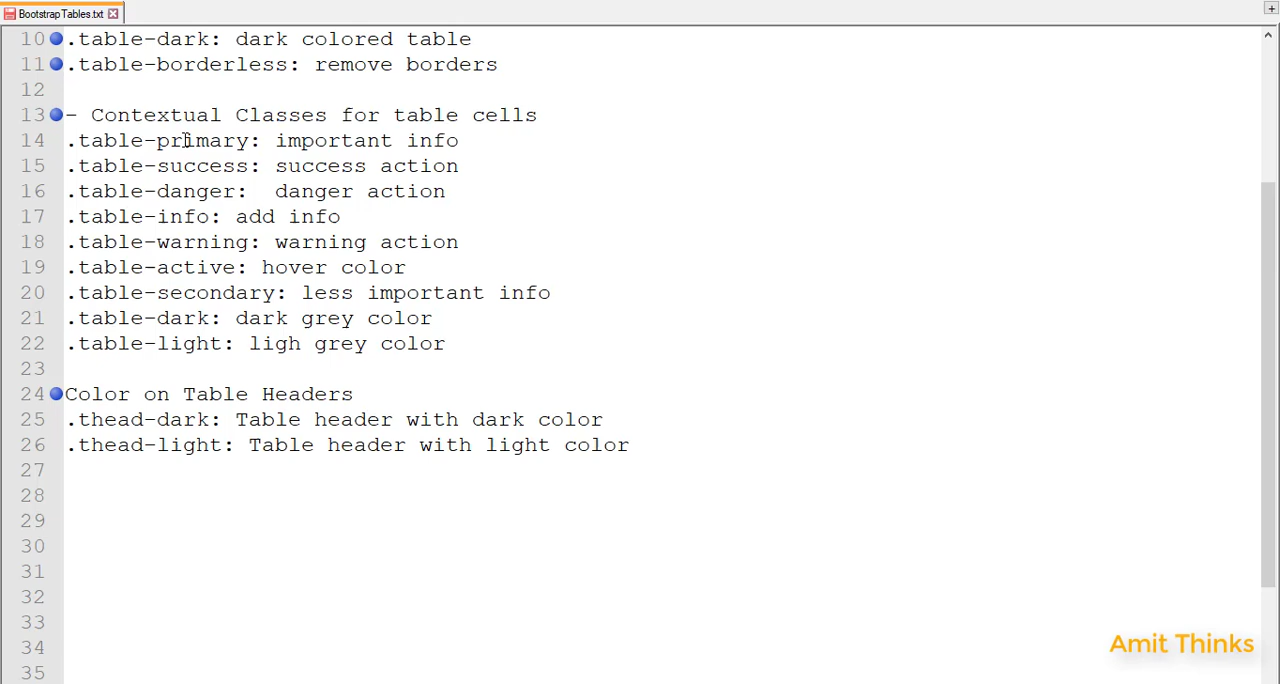 BootstrapTables.txt
10 .table-dark: dark colored table
11 .table-borderless: remove borders
12
13 - Contextual Classes for table cells
14 .table-primary: important info
15 .table-success: success action
16 .table-danger:  danger action
17 .table-info: add info
18 .table-warning: warning action
19 .table-active: hover color
20 .table-secondary: less important info
21 .table-dark: dark grey color
22 .table-light: ligh grey color
23
24 Color on Table Headers
25 .thead-dark: Table header with dark color
26 .thead-light: Table header with light color
27
28
29
30
31
32
33
34
35
Amit Thinks